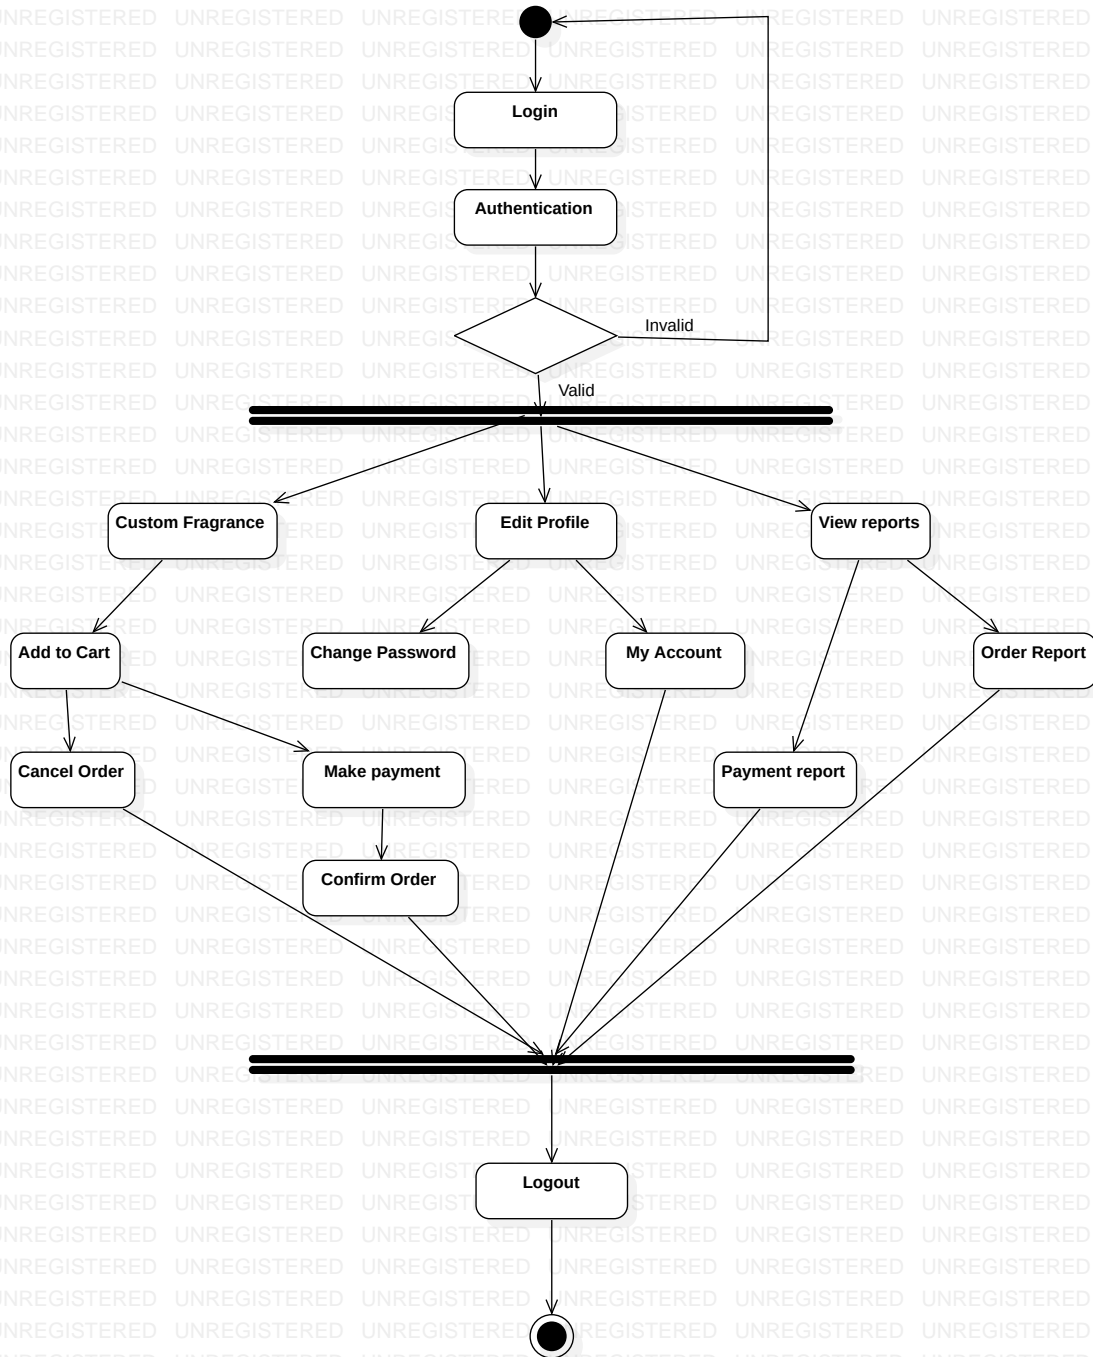 Login
Authentication
Invalid
Valid
Custom Fragrance
Edit Profile
View reports
Add to Cart
Change Password
My Account
Order Report
Cancel Order
Make payment
Payment report
Confirm Order
Logout
UNREGISTERED